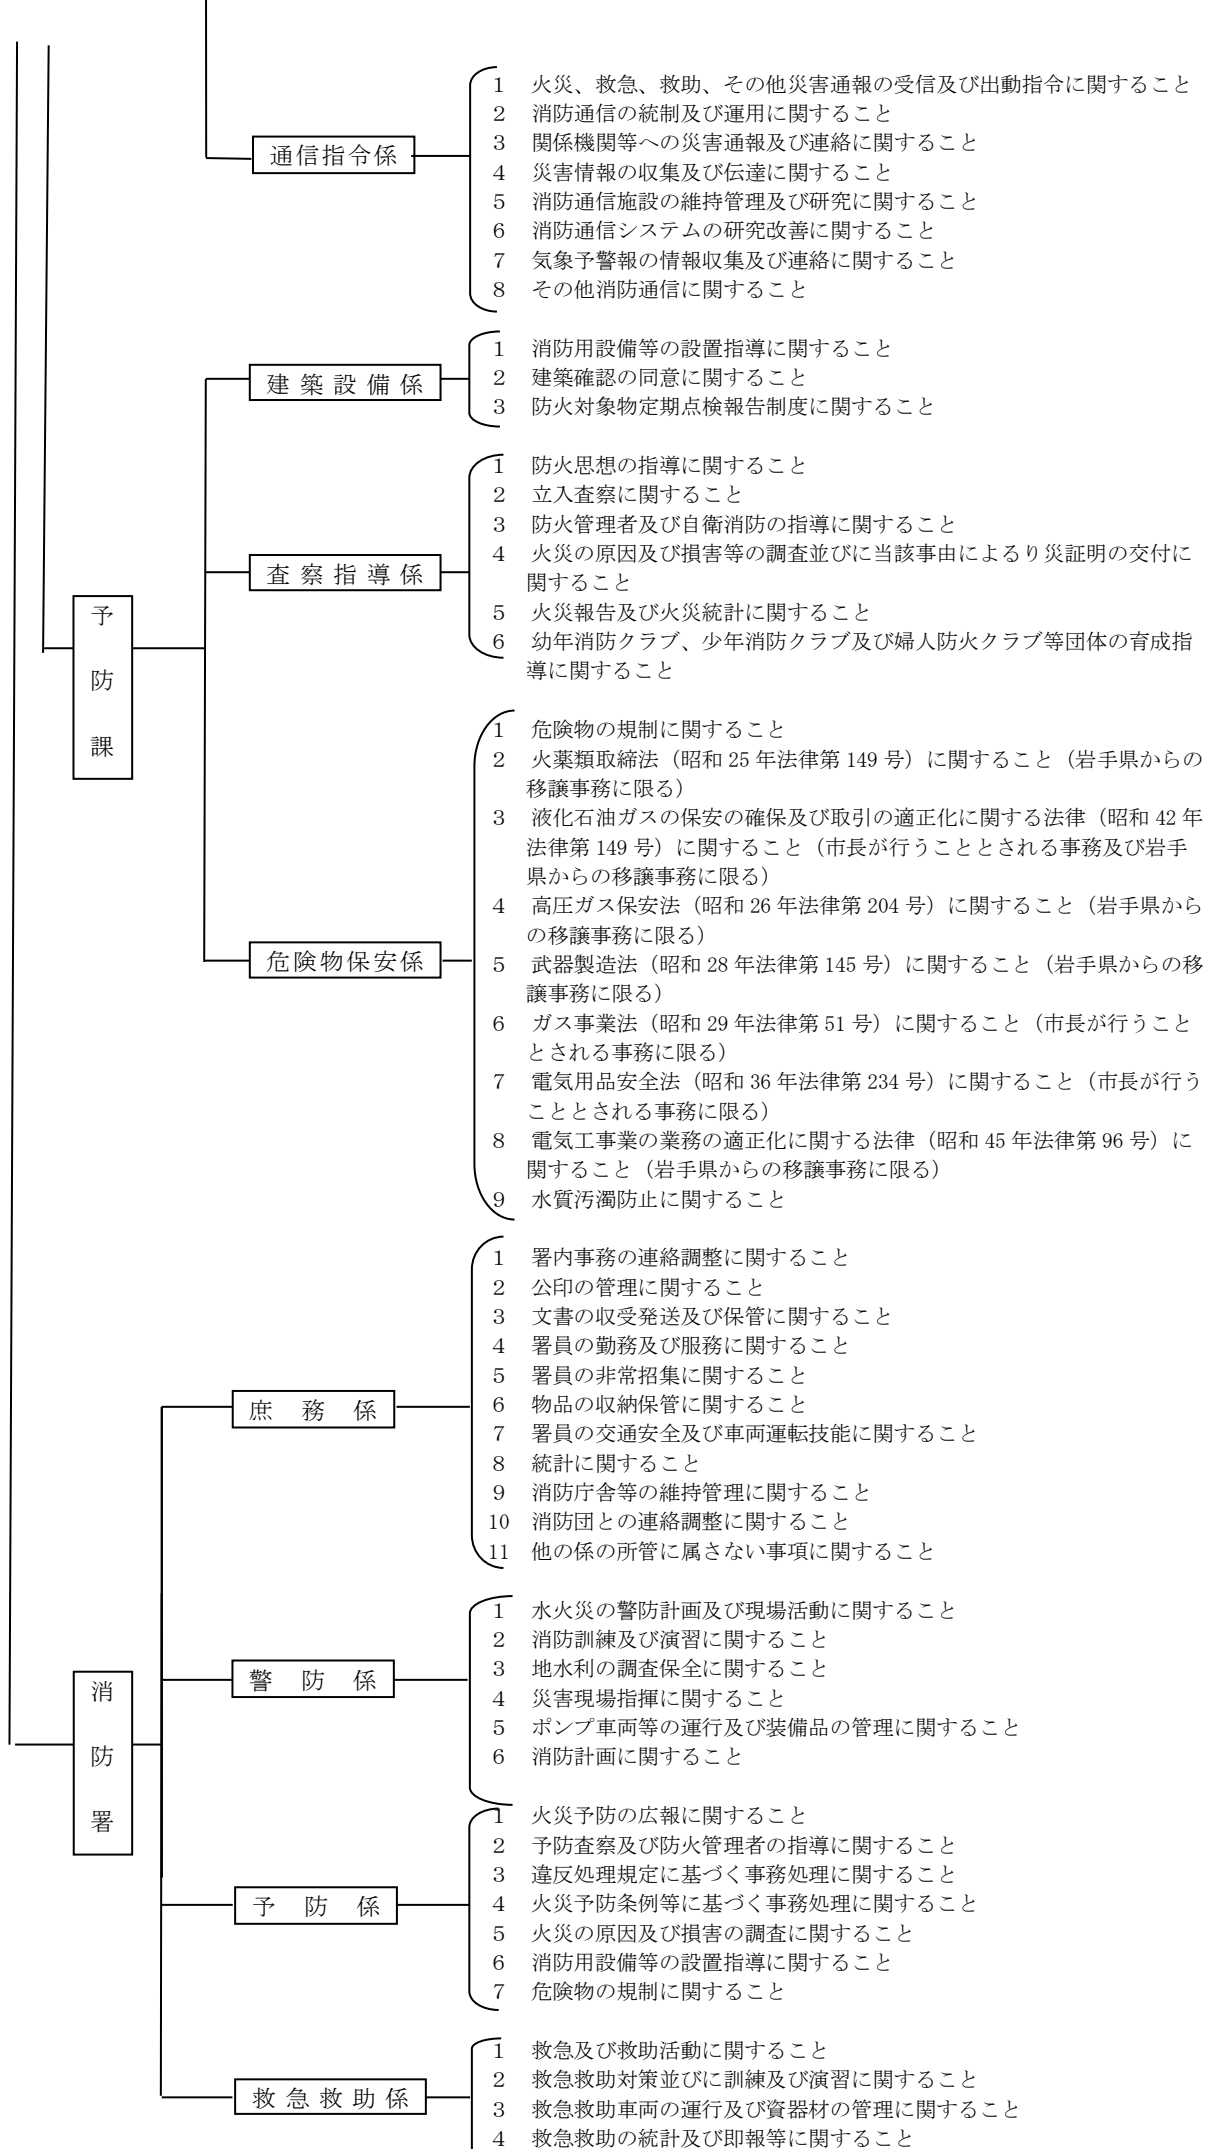 通信指令係
1 火災、救急、救助、その他災害通報の受信及び出動指令に関すること
2 消防通信の統制及び運用に関すること
3 関係機関等への災害通報及び連絡に関すること
4 災害情報の収集及び伝達に関すること
5 消防通信施設の維持管理及び研究に関すること
6 消防通信システムの研究改善に関すること
7 気象予警報の情報収集及び連絡に関すること
8 その他消防通信に関すること
予防課
建築設備係
1 消防用設備等の設置指導に関すること
2 建築確認の同意に関すること
3 防火対象物定期点検報告制度に関すること
査察指導係
1 防火思想の指導に関すること
2 立入査察に関すること
3 防火管理者及び自衛消防の指導に関すること
4 火災の原因及び損害等の調査並びに当該事由によるり災証明の交付に
関すること
5 火災報告及び火災統計に関すること
6 幼年消防クラブ、少年消防クラブ及び婦人防火クラブ等団体の育成指
導に関すること
危険物保安係
1 危険物の規制に関すること
2 火薬類取締法（昭和 25 年法律第 149 号）に関すること（岩手県からの
移譲事務に限る）
3 液化石油ガスの保安の確保及び取引の適正化に関する法律（昭和 42 年
法律第 149 号）に関すること（市長が行うこととされる事務及び岩手
県からの移譲事務に限る）
4 高圧ガス保安法（昭和 26 年法律第 204 号）に関すること（岩手県から
の移譲事務に限る）
5 武器製造法（昭和 28 年法律第 145 号）に関すること（岩手県からの移
譲事務に限る）
6 ガス事業法（昭和 29 年法律第 51 号）に関すること（市長が行うこと
とされる事務に限る）
7 電気用品安全法（昭和 36 年法律第 234 号）に関すること（市長が行う
こととされる事務に限る）
8 電気工事業の業務の適正化に関する法律（昭和 45 年法律第 96 号）に
関すること（岩手県からの移譲事務に限る）
9 水質汚濁防止に関すること
消防署
庶務係
1 署内事務の連絡調整に関すること
2 公印の管理に関すること
3 文書の収受発送及び保管に関すること
4 署員の勤務及び服務に関すること
5 署員の非常招集に関すること
6 物品の収納保管に関すること
7 署員の交通安全及び車両運転技能に関すること
8 統計に関すること
9 消防庁舎等の維持管理に関すること
10 消防団との連絡調整に関すること
11 他の係の所管に属さない事項に関すること
警防係
1 水火災の警防計画及び現場活動に関すること
2 消防訓練及び演習に関すること
3 地水利の調査保全に関すること
4 災害現場指揮に関すること
5 ポンプ車両等の運行及び装備品の管理に関すること
6 消防計画に関すること
予防係
1 火災予防の広報に関すること
2 予防査察及び防火管理者の指導に関すること
3 違反処理規定に基づく事務処理に関すること
4 火災予防条例等に基づく事務処理に関すること
5 火災の原因及び損害の調査に関すること
6 消防用設備等の設置指導に関すること
7 危険物の規制に関すること
救急救助係
1 救急及び救助活動に関すること
2 救急救助対策並びに訓練及び演習に関すること
3 救急救助車両の運行及び資器材の管理に関すること
4 救急救助の統計及び即報等に関すること